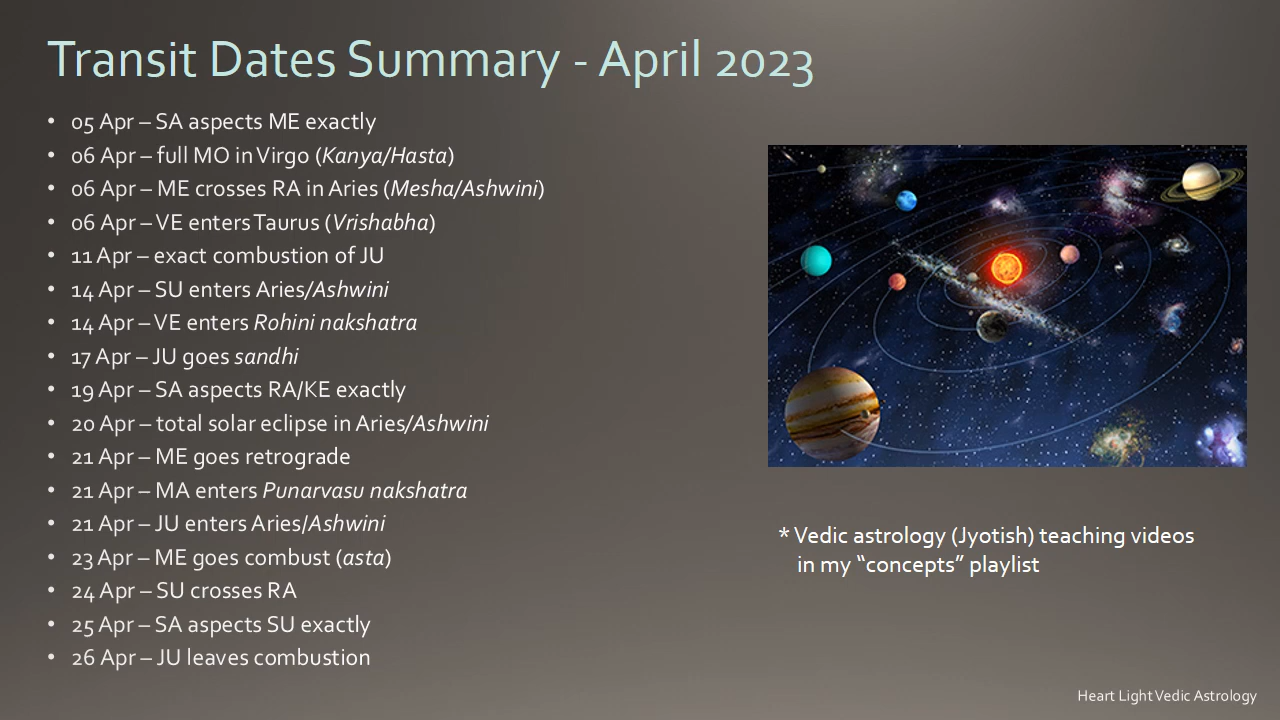 Transit Dates Summary - April 2023
• 05 Apr – SA aspects ME exactly
• 06 Apr – full MO in Virgo (Kanya/Hasta)
• 06 Apr – ME crosses RA in Aries (Mesha/Ashwini)
• 06 Apr – VE enters Taurus (Vrishabha)
• 11 Apr – exact combustion of JU
• 14 Apr – SU enters Aries/Ashwini
• 14 Apr – VE enters Rohini nakshatra
• 17 Apr – JU goes sandhi
• 19 Apr – SA aspects RA/KE exactly
• 20 Apr – total solar eclipse in Aries/Ashwini
• 21 Apr – ME goes retrograde
• 21 Apr – MA enters Punarvasu nakshatra
• 21 Apr – JU enters Aries/Ashwini
• 23 Apr – ME goes combust (asta)
• 24 Apr – SU crosses RA
• 25 Apr – SA aspects SU exactly
• 26 Apr – JU leaves combustion
* Vedic astrology (Jyotish) teaching videos
in my “concepts” playlist
Heart Light Vedic Astrology